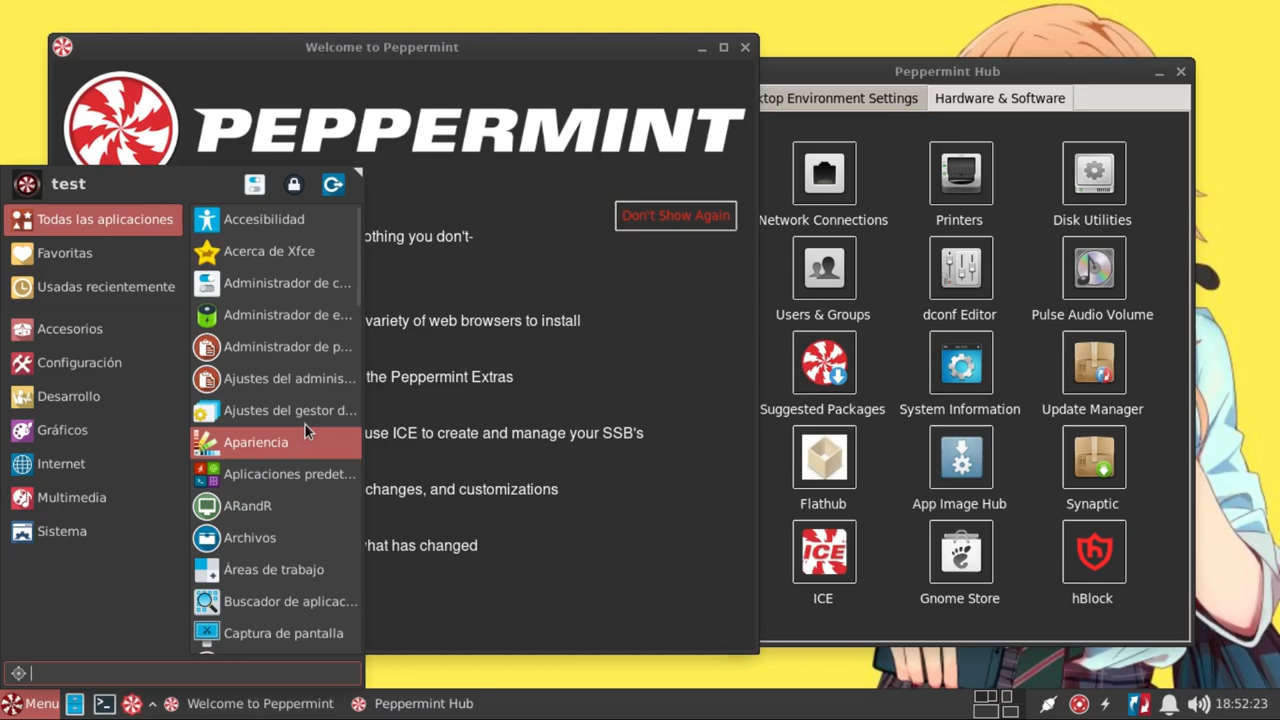 Welcome to Peppermint
PEPPERMINT
Don't Show Again
othing you don't-
variety of web browsers to install
the Peppermint Extras
use ICE to create and manage your SSB's
changes, and customizations
hat has changed
Peppermint Hub
ktop Environment Settings
Hardware & Software
Network Connections
Printers
Disk Utilities
Users & Groups
dconf Editor
Pulse Audio Volume
Suggested Packages
System Information
Update Manager
Flathub
App Image Hub
Synaptic
ICE
ICE
Gnome Store
hBlock
test
Todas las aplicaciones
Favoritas
Usadas recientemente
Accesorios
Configuración
Desarrollo
Gráficos
Internet
Multimedia
Sistema
Accesibilidad
Acerca de Xfce
Administrador de c...
Administrador de e...
Administrador de p...
Ajustes del adminis...
Ajustes del gestor d...
Apariencia
Aplicaciones predet...
ARandR
Archivos
Áreas de trabajo
Buscador de aplicac...
Captura de pantalla
Menu
Welcome to Peppermint
Peppermint Hub
18:52:23